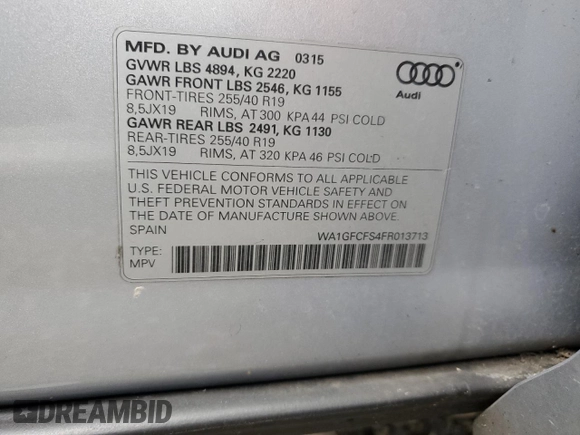 MFD. BY AUDI AG 0315
GVWR LBS 4894, KG 2220
GAWR FRONT LBS 2546, KG 1155
FRONT-TIRES 255/40 R19
8,5JX19 RIMS, AT 300 KPA 44 PSI COLD
GAWR REAR LBS 2491, KG 1130
REAR-TIRES 255/40 R19
8,5JX19 RIMS, AT 320 KPA 46 PSI COLD
Audi
THIS VEHICLE CONFORMS TO ALL APPLICABLE
U.S. FEDERAL MOTOR VEHICLE SAFETY AND
THEFT PREVENTION STANDARDS IN EFFECT ON
THE DATE OF MANUFACTURE SHOWN ABOVE.
SPAIN WA1GFCFS4FR013713
TYPE:
MPV
DREAMBID